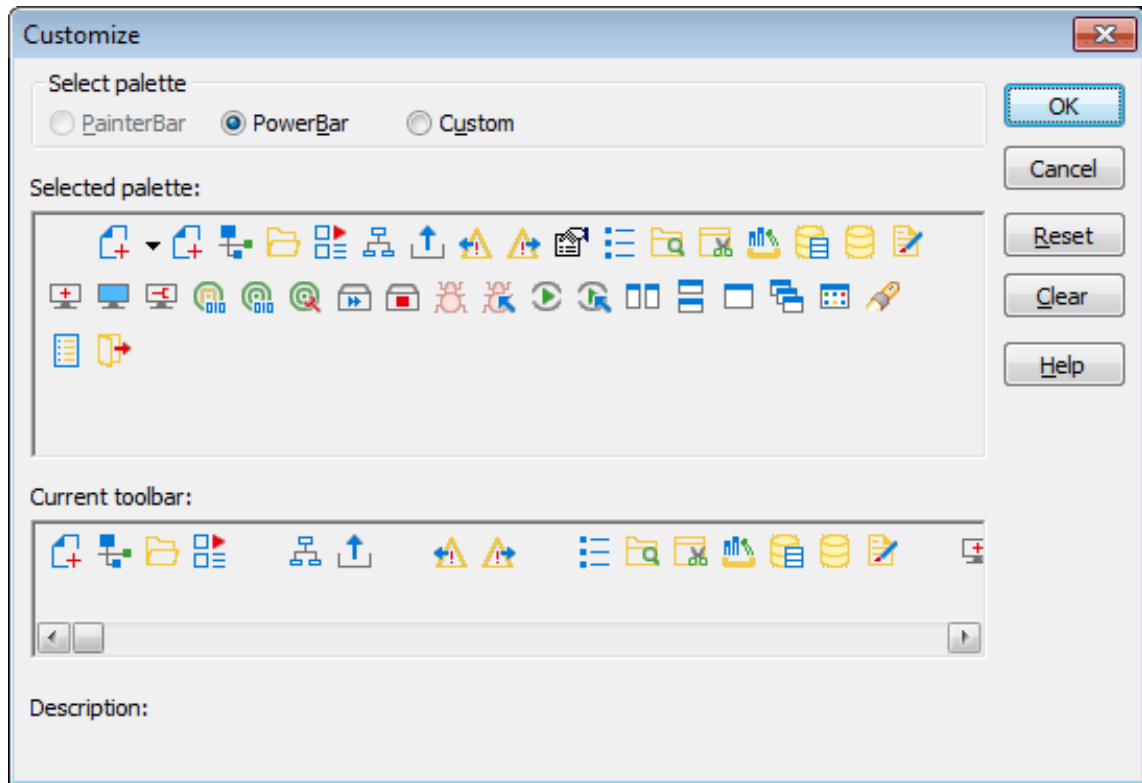 Customize
Select palette
PainterBar
PowerBar
Custom
OK
Cancel
Selected palette:
Reset
Clear
Help
Current toolbar:
Description: